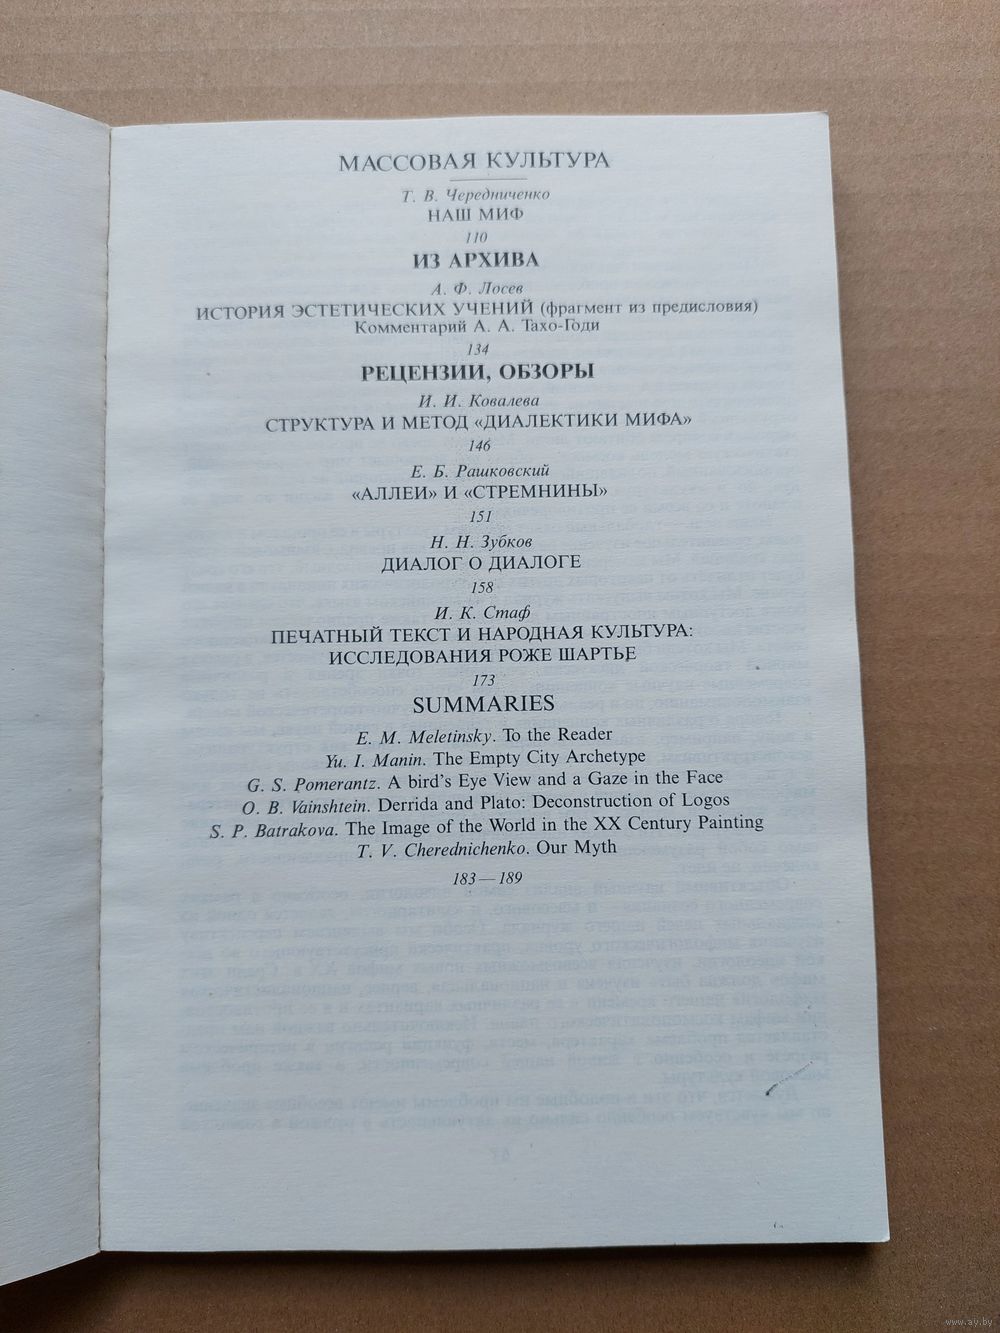 МАССОВАЯ КУЛЬТУРА
Т. В. Чередниченко
НАШ МИФ
110
ИЗ АРХИВА
А. Ф. Лосев
ИСТОРИЯ ЭСТЕТИЧЕСКИХ УЧЕНИЙ (фрагмент из предисловия)
Комментарий А. А. Тахо-Годи
134
РЕЦЕНЗИИ, ОБЗОРЫ
И. И. Ковалева
СТРУКТУРА И МЕТОД «ДИАЛЕКТИКИ МИФА»
146
Е. Б. Рашковский
«АЛЛЕИ» И «СТРЕМНИНЫ»
151
Н. Н. Зубков
ДИАЛОГ О ДИАЛОГЕ
158
И. К. Стаф
ПЕЧАТНЫЙ ТЕКСТ И НАРОДНАЯ КУЛЬТУРА:
ИССЛЕДОВАНИЯ РОЖЕ ШАРТЬЕ
173
SUMMARIES
E. M. Meletinsky. To the Reader
Yu. I. Manin. The Empty City Archetype
G. S. Pomerantz. A bird's Eye View and a Gaze in the Face
O. B. Vainshtein. Derrida and Plato: Deconstruction of Logos
S. P. Batrakova. The Image of the World in the XX Century Painting
T. V. Cherednichenko. Our Myth
183—189
www.ay.by